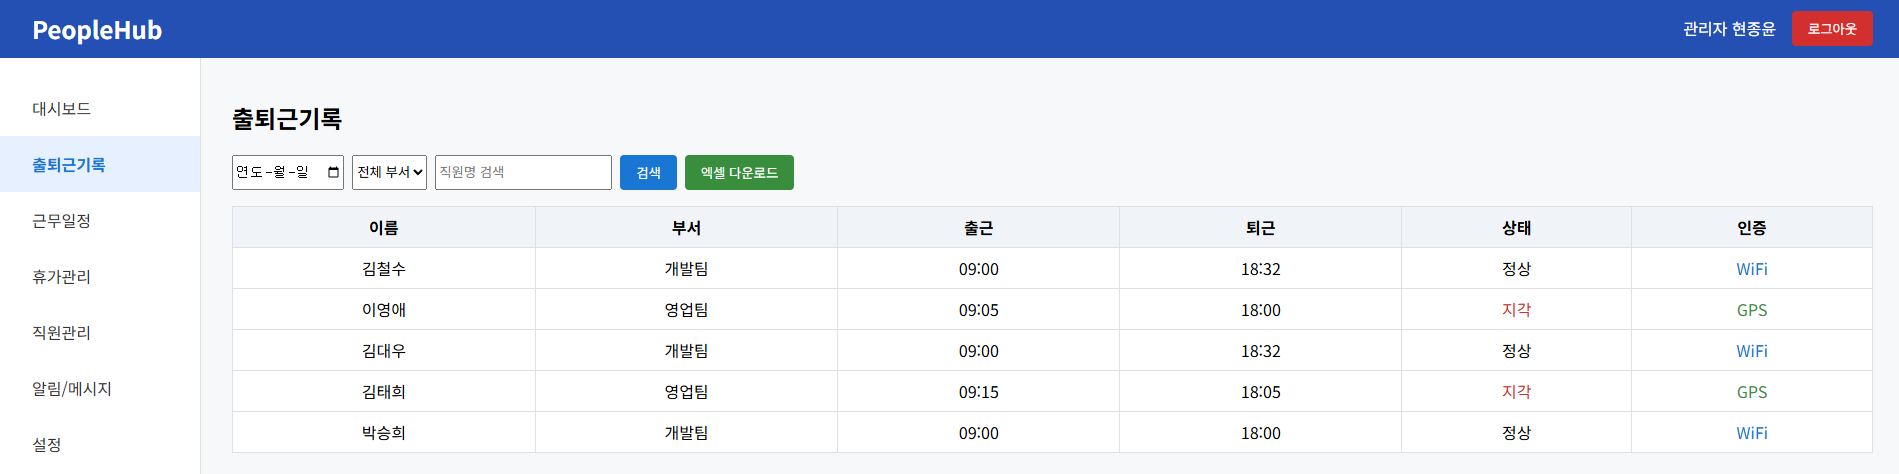 PeopleHub
관리자 현종윤
로그아웃
대시보드
출퇴근기록
근무일정
휴가관리
직원관리
알림/메시지
설정
출퇴근기록
연도-월-일 전체 부서 직원명 검색 검색 엑셀 다운로드
이름 부서 출근 퇴근 상태 인증
김철수 개발팀 09:00 18:32 정상 WiFi
이영애 영업팀 09:05 18:00 지각 GPS
김대우 개발팀 09:00 18:32 정상 WiFi
김태희 영업팀 09:15 18:05 지각 GPS
박승희 개발팀 09:00 18:00 정상 WiFi